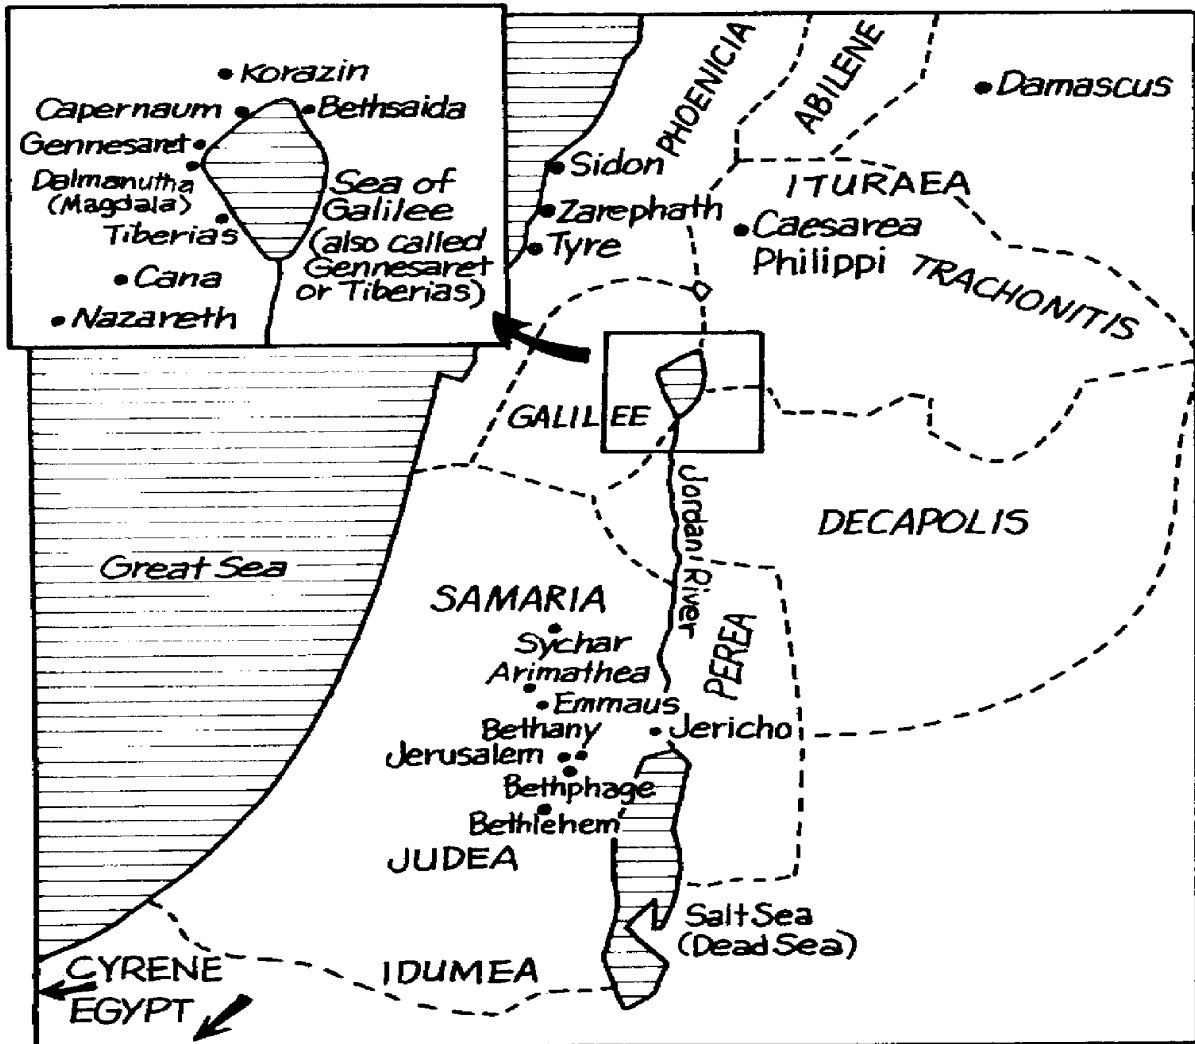 Korazin
Capernaum
Bethsaida
Gennesaret
Dalmanutha
(Magdala)
Tiberias
Sea of
Galilee
(also called
Gennesaret
or Tiberias)
Cana
Nazareth
PHOENICIA
ABILENE
Damascus
Sidon
ITURAEA
Zarephath
Caesarea
Philippi
Tyre
TRACHONITIS
GALILEE
Jordan River
DECAPOLIS
Great Sea
SAMARIA
Sychar
PEREA
Arimathea
Emmaus
Bethany
Jericho
Jerusalem
Bethphage
Bethlehem
JUDEA
Salt Sea
(Dead Sea)
IDUMEA
CYRENE
EGYPT